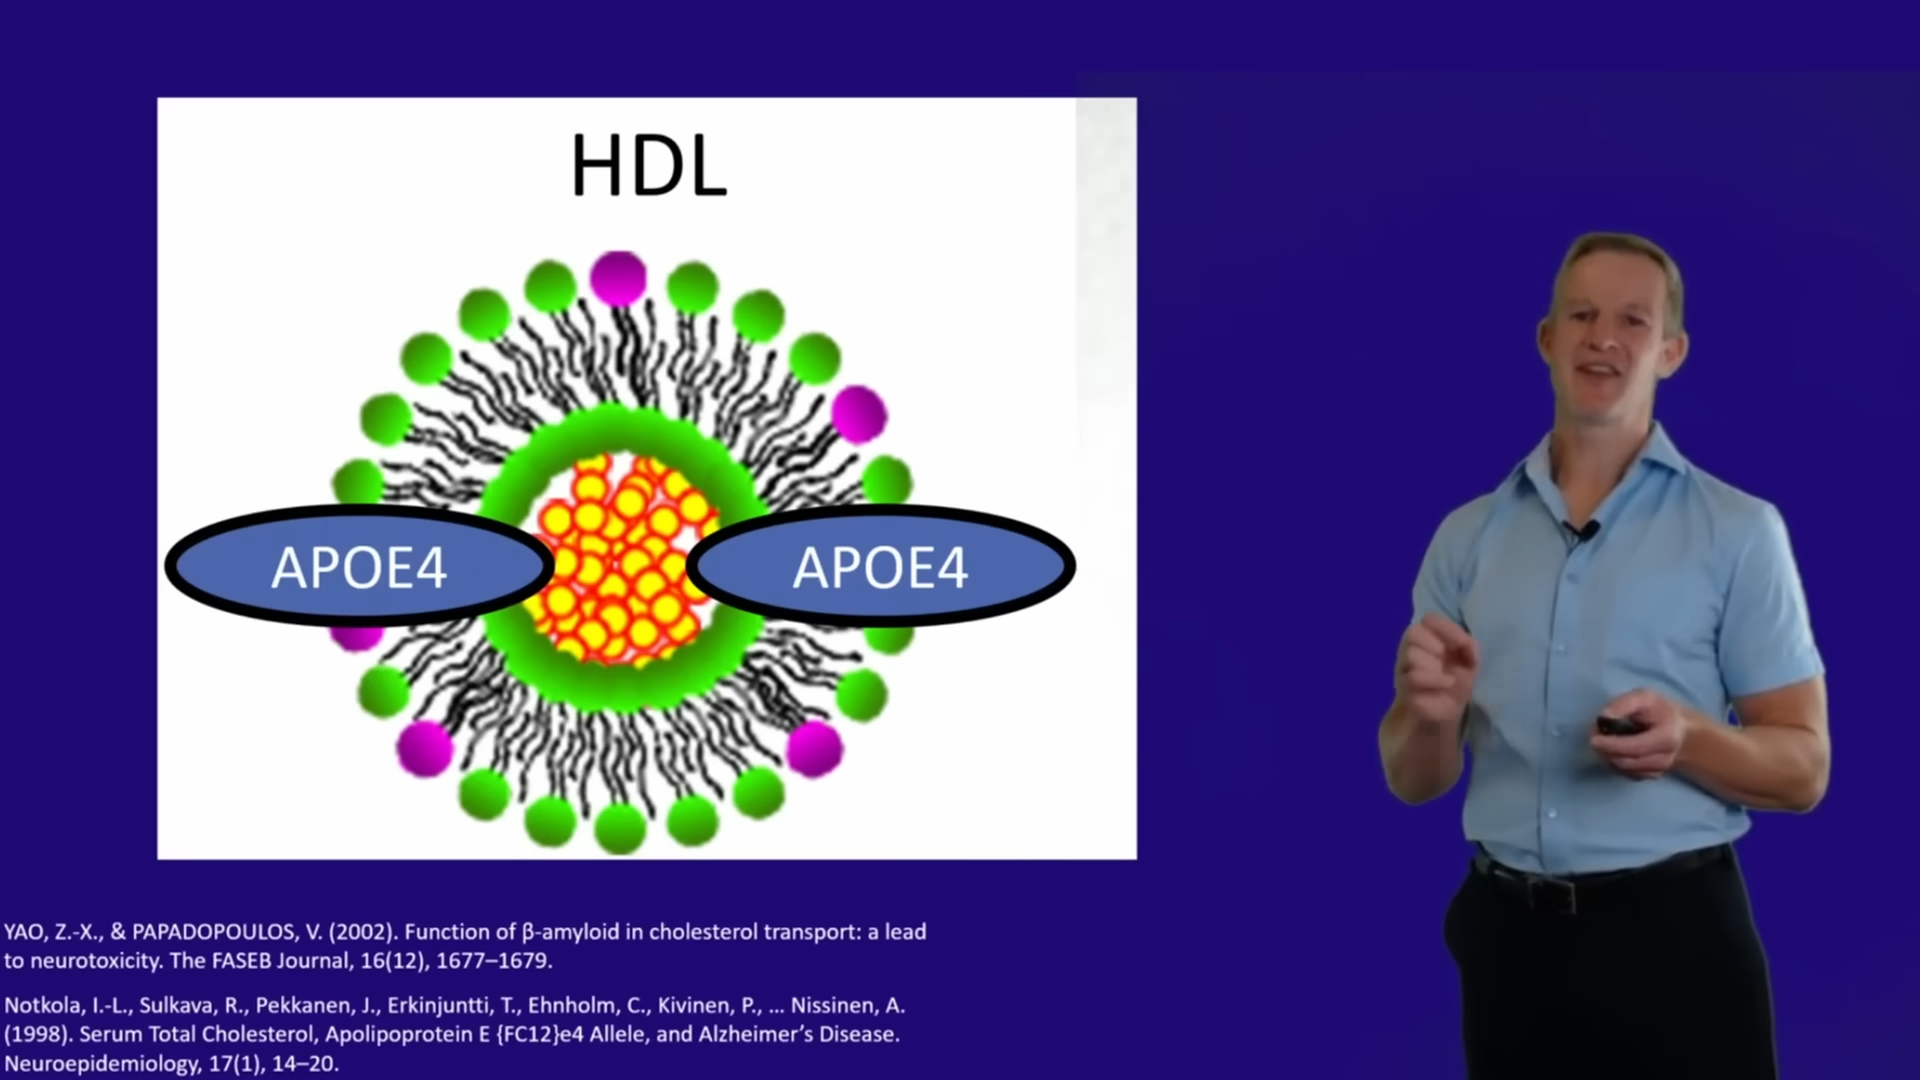 HDL
APOE4
APOE4
YAO, Z.-X., & PAPADOPOULOS, V. (2002). Function of β-amyloid in cholesterol transport: a lead
to neurotoxicity. The FASEB Journal, 16(12), 1677–1679.
Notkola, I.-L., Sulkava, R., Pekkanen, J., Erkinjuntti, T., Ehnholm, C., Kivinen, P., … Nissinen, A.
(1998). Serum Total Cholesterol, Apolipoprotein E {FC12}e4 Allele, and Alzheimer’s Disease.
Neuroepidemiology, 17(1), 14–20.